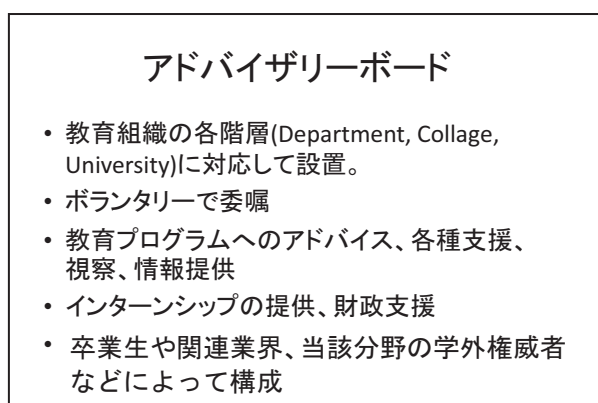 アドバイザリーボード
• 教育組織の各階層(Department, Collage,
University)に対応して設置。
• ボランタリーで委嘱
• 教育プログラムへのアドバイス、各種支援、
視察、情報提供
• インターンシップの提供、財政支援
• 卒業生や関連業界、当該分野の学外権威者
などによって構成